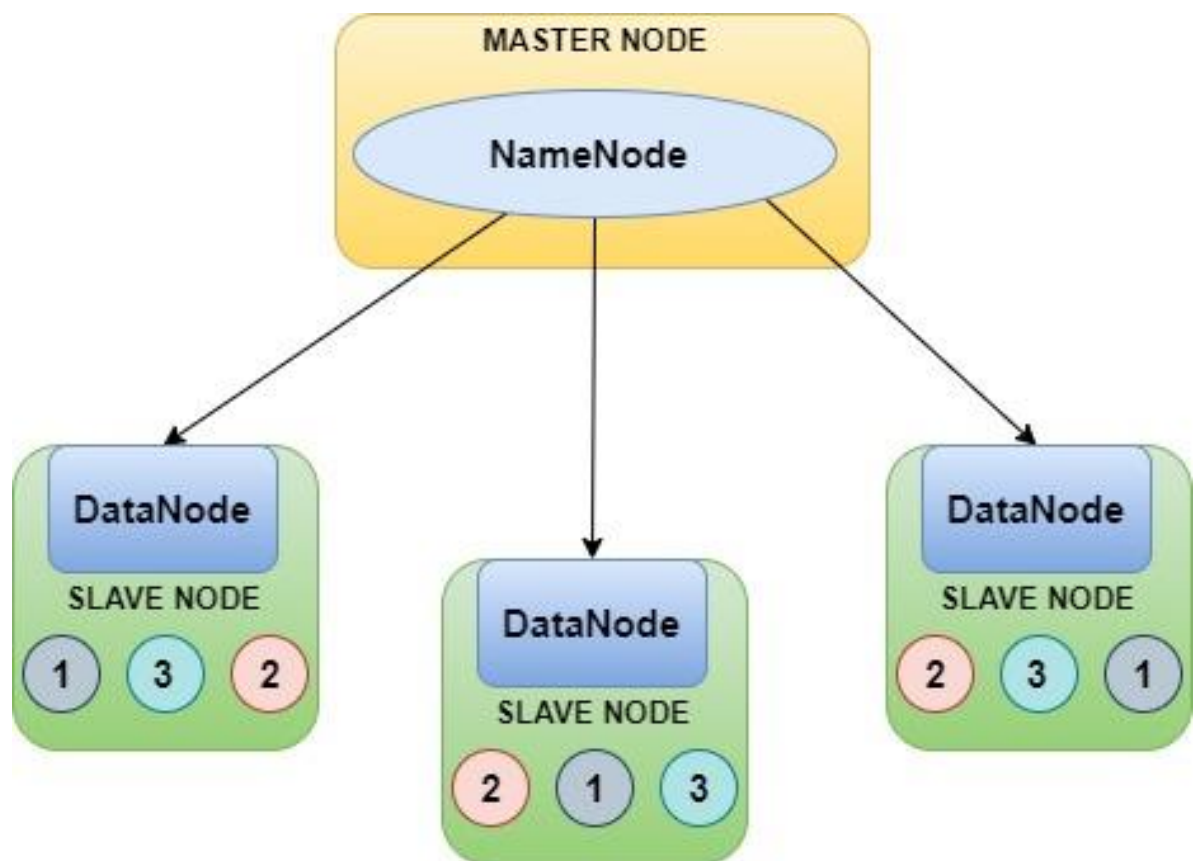 MASTER NODE
NameNode
DataNode
SLAVE NODE
1 3 2
DataNode
SLAVE NODE
2 1 3
DataNode
SLAVE NODE
2 3 1